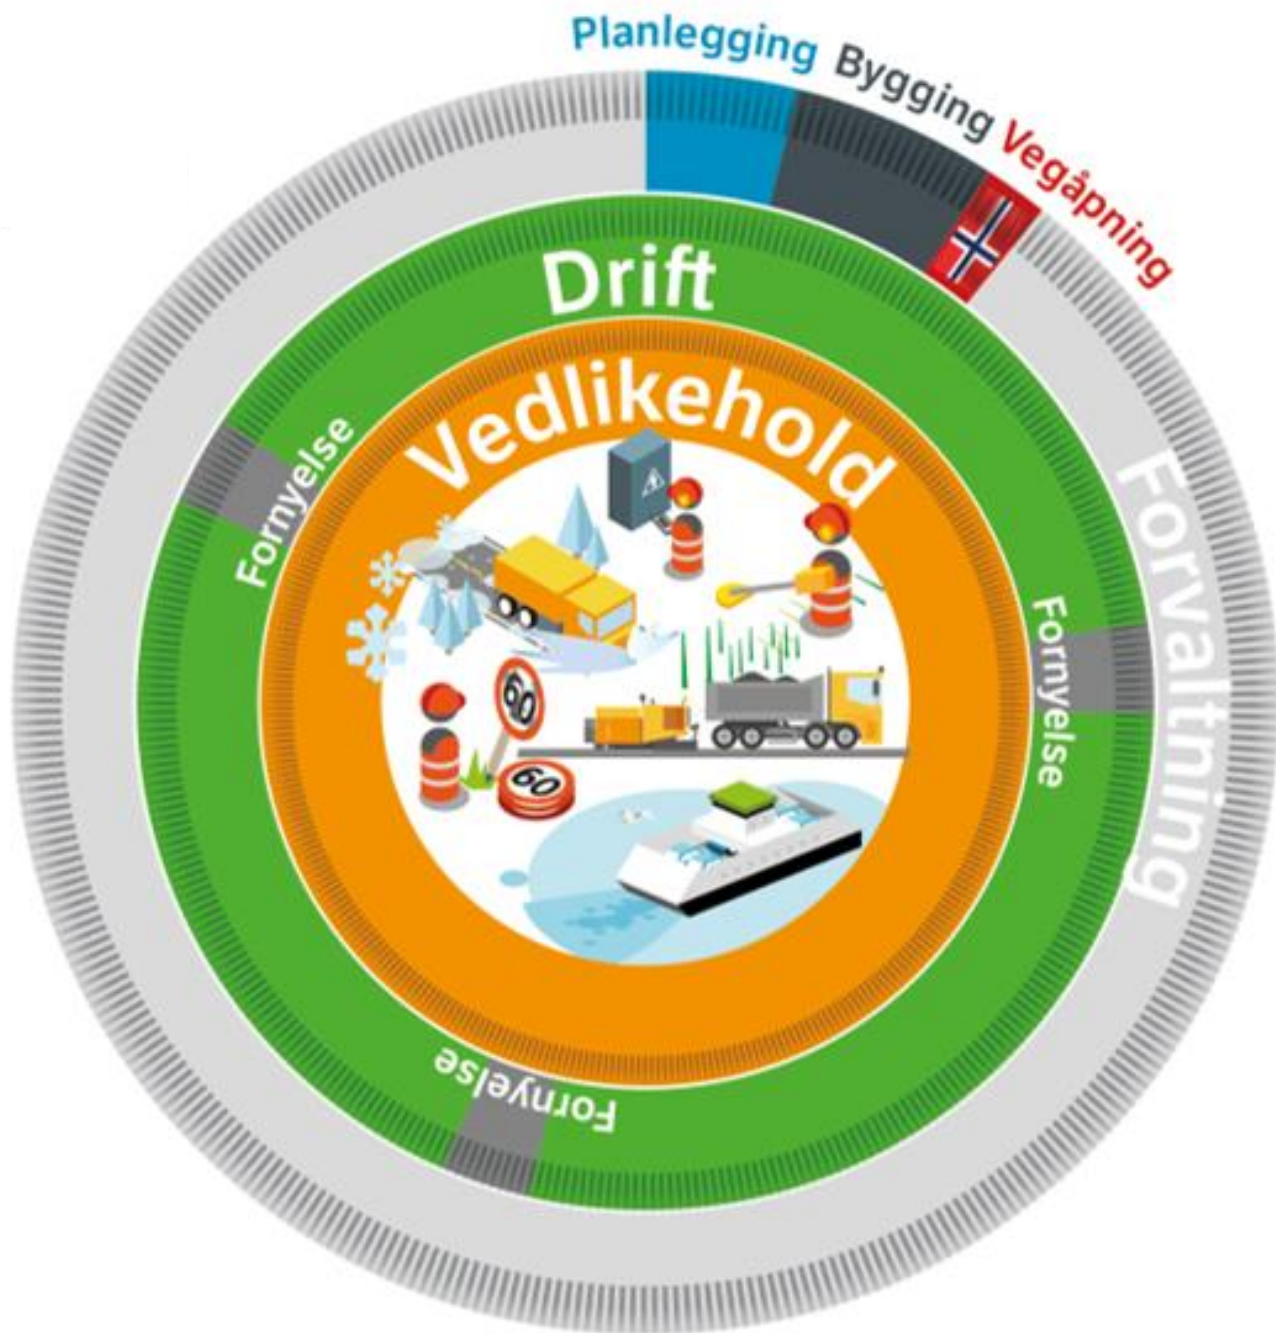 Planlegging
Bygging
Vegåpning
Forvaltning
Drift
Fornyelse
Fornyelse
Fornyelse
Vedlikehold
60
60